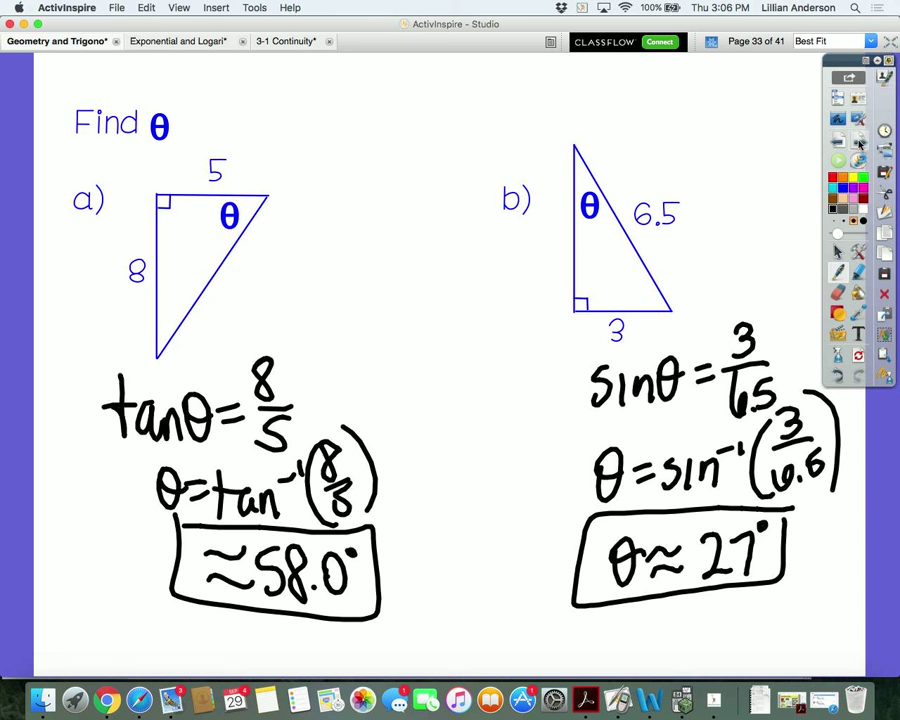 ActivInspire File Edit View Insert Tools Help 100% Thu 3:06 PM Lillian Anderson
ActivInspire - Studio
Geometry and Trigono* Exponential and Logari* 3-1 Continuity* CLASSFLOW Connect Page 33 of 41 Best Fit
Find θ
a)
5
θ
8
b)
θ
6.5
3
tanθ = 8/5
θ = tan⁻¹(8/5)
≈ 58.0°
sinθ = 3/6.5
θ = sin⁻¹(3/6.5)
θ ≈ 27°